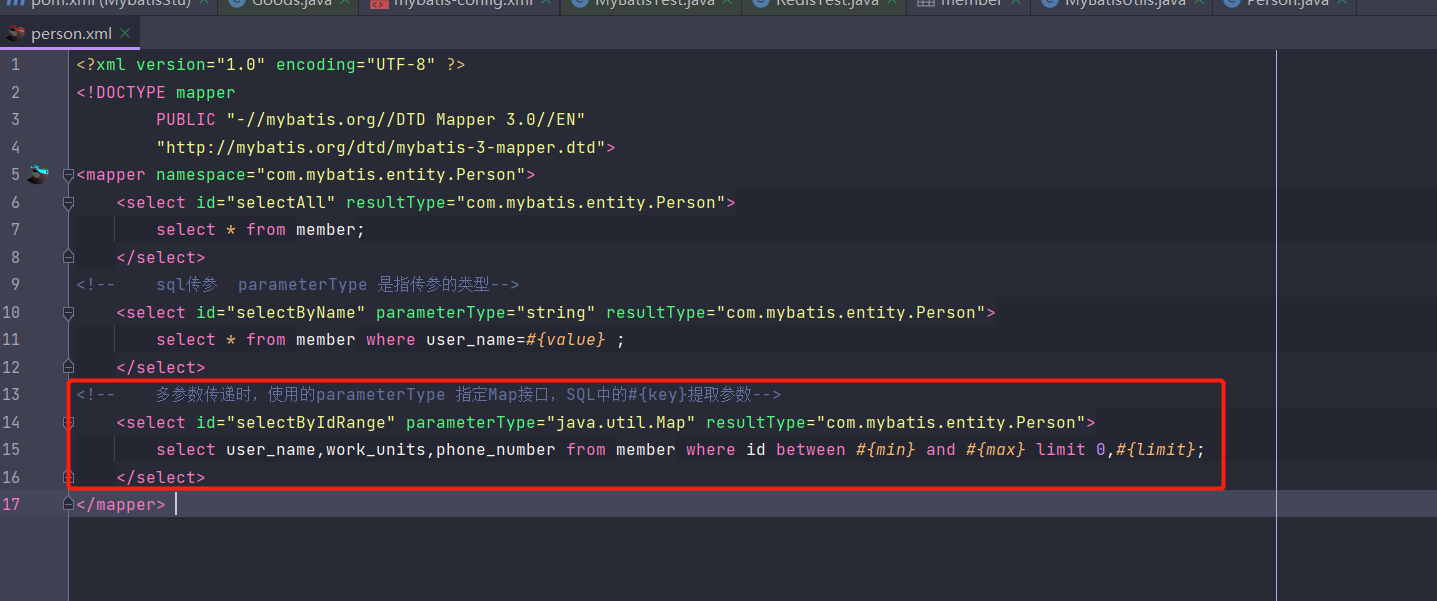 pom.xml (MybatisStu)
Goods.java
mybatis-config.xml
MyBatisTest.java
RedisTest.java
member
MyBatisUtils.java
Person.java
person.xml
1 <?xml version="1.0" encoding="UTF-8" ?>
2 <!DOCTYPE mapper
3 PUBLIC "-//mybatis.org//DTD Mapper 3.0//EN"
4 "http://mybatis.org/dtd/mybatis-3-mapper.dtd">
5 <mapper namespace="com.mybatis.entity.Person">
6 <select id="selectAll" resultType="com.mybatis.entity.Person">
7 select * from member;
8 </select>
9 <!-- sql传参 parameterType 是指传参的类型-->
10 <select id="selectByName" parameterType="string" resultType="com.mybatis.entity.Person">
11 select * from member where user_name=#{value} ;
12 </select>
13 <!-- 多参数传递时，使用的parameterType 指定Map接口，SQL中的#{key}提取参数-->
14 <select id="selectByIdRange" parameterType="java.util.Map" resultType="com.mybatis.entity.Person">
15 select user_name,work_units,phone_number from member where id between #{min} and #{max} limit 0,#{limit};
16 </select>
17 </mapper>